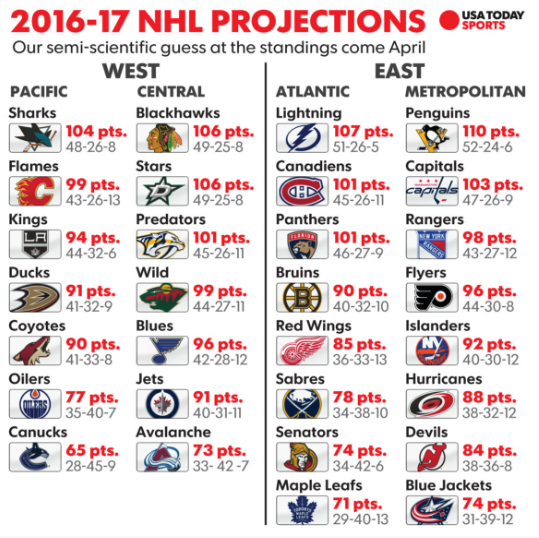 2016-17 NHL PROJECTIONS
USA TODAY
SPORTS
Our semi-scientific guess at the standings come April
WEST
PACIFIC
Sharks
104 pts.
48-26-8
Flames
99 pts.
43-26-13
Kings
LA
94 pts.
44-32-6
Ducks
91 pts.
41-32-9
Coyotes
90 pts.
41-33-8
Oilers
OILERS
77 pts.
35-40-7
Canucks
65 pts.
28-45-9
CENTRAL
Blackhawks
106 pts.
49-25-8
Stars
106 pts.
49-25-8
Predators
101 pts.
45-26-11
Wild
99 pts.
44-27-11
Blues
96 pts.
42-28-12
Jets
91 pts.
40-31-11
Avalanche
73 pts.
33- 42 -7
EAST
ATLANTIC
Lightning
107 pts.
51-26-5
Canadiens
101 pts.
45-26-11
Panthers
FLORIDA
101 pts.
46-27-9
Bruins
B
90 pts.
40-32-10
Red Wings
85 pts.
36-33-13
Sabres
78 pts.
34-38-10
Senators
74 pts.
34-42-6
Maple Leafs
TORONTO
MAPLE
LEAFS
71 pts.
29-40-13
METROPOLITAN
Penguins
110 pts.
52-24-6
Capitals
capitals
103 pts.
47-26-9
Rangers
NEW YORK
RANGERS
98 pts.
43-27-12
Flyers
96 pts.
44-30-8
Islanders
92 pts.
40-30-12
Hurricanes
88 pts.
38-32-12
Devils
84 pts.
38-36-8
Blue Jackets
74 pts.
31-39-12